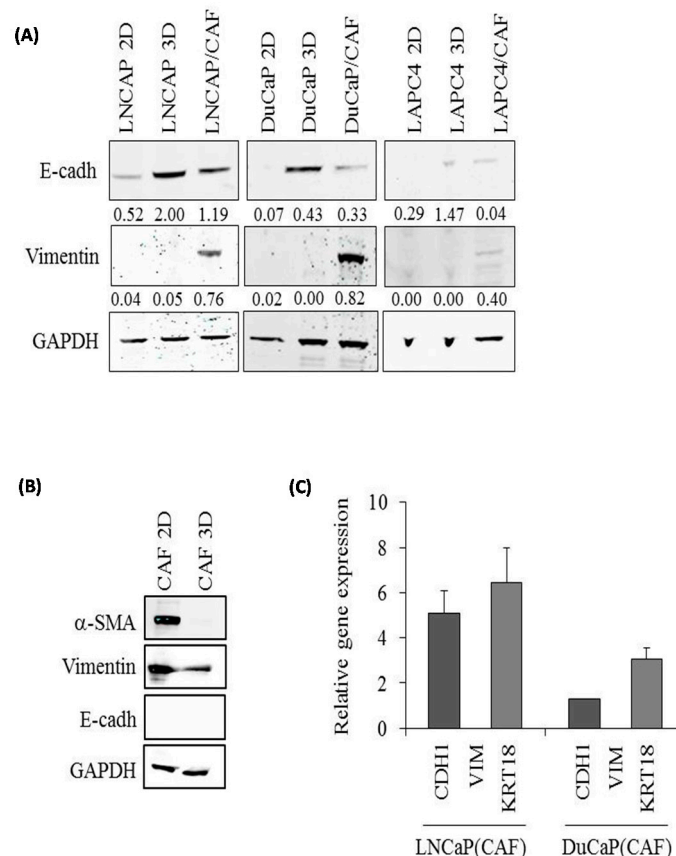 (A)
LNCAP 2D
LNCAP 3D
LNCAP/CAF
DuCaP 2D
DuCaP 3D
DuCaP/CAF
LAPC4 2D
LAPC4 3D
LAPC4/CAF
E-cadh
0.52 2.00 1.19 0.07 0.43 0.33 0.29 1.47 0.04
Vimentin
0.04 0.05 0.76 0.02 0.00 0.82 0.00 0.00 0.40
GAPDH
(B)
CAF 2D
CAF 3D
α-SMA
Vimentin
E-cadh
GAPDH
(C)
Relative gene expression
10
8
6
4
2
0
CDH1
VIM
KRT18
CDH1
VIM
KRT18
LNCaP(CAF) DuCaP(CAF)